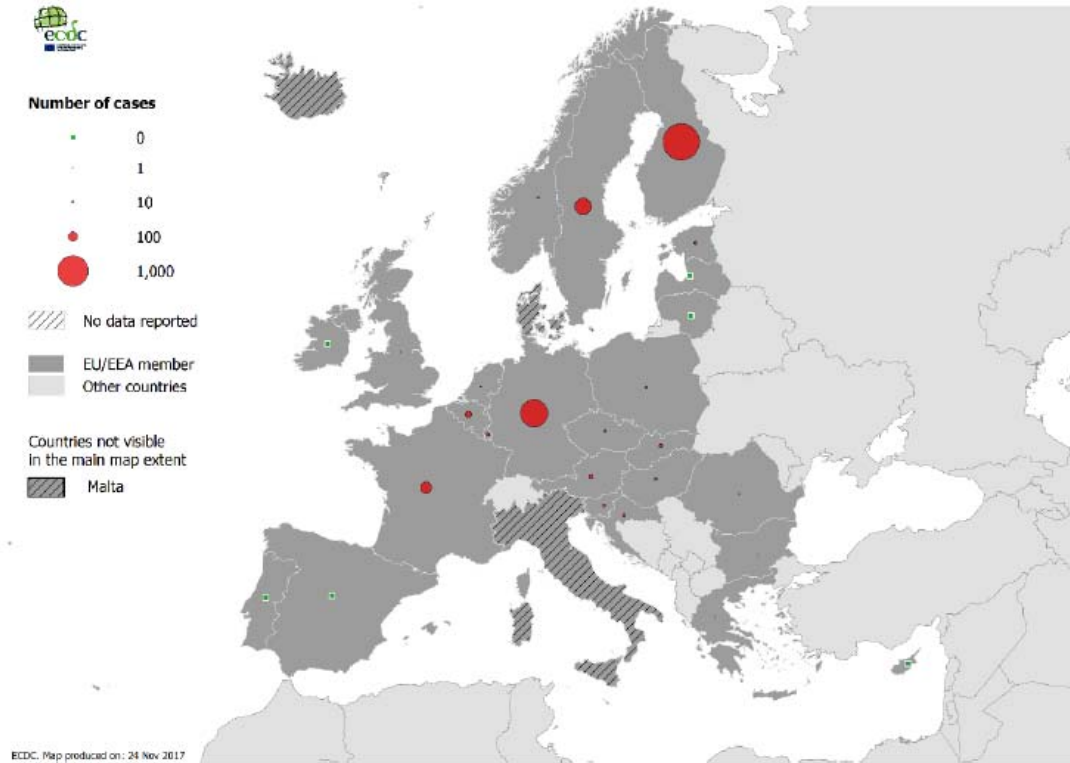 ecdc
Number of cases
0
1
10
100
1,000
No data reported
EU/EEA member
Other countries
Countries not visible
in the main map extent
Malta
ECDC. Map produced on: 24 Nov 2017